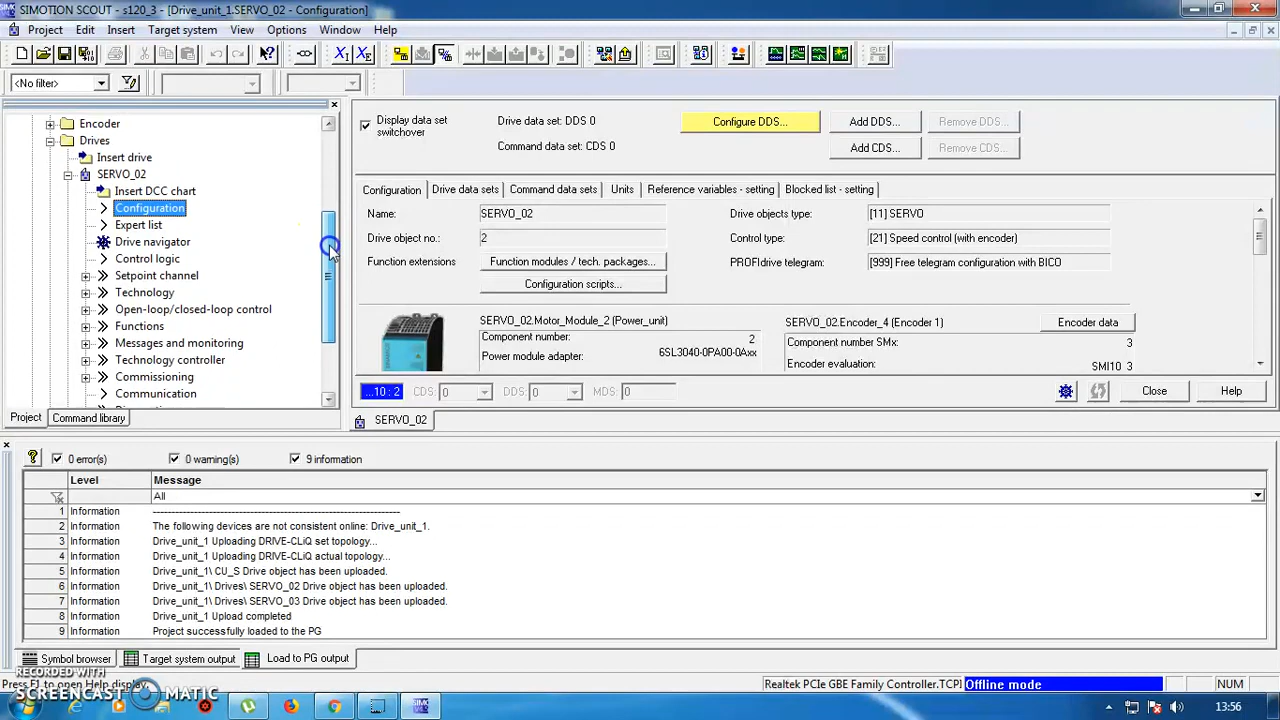 SIMOTION SCOUT - s120_3 - [Drive_unit_1.SERVO_02 - Configuration]
Project Edit Insert Target system View Options Window Help
(No filter)
Encoder
Drives
Insert drive
SERVO_02
Insert DCC chart
Configuration
Expert list
Drive navigator
Control logic
Setpoint channel
Technology
Open-loop/closed-loop control
Functions
Messages and monitoring
Technology controller
Commissioning
Communication
Project Command library
Display data set
switchover
Drive data set: DDS 0
Command data set: CDS 0
Configure DDS... Add DDS... Remove DDS...
Add CDS... Remove CDS...
Configuration Drive data sets Command data sets Units Reference variables - setting Blocked list - setting
Name: SERVO_02 Drive objects type: [11] SERVO
Drive object no.: 2 Control type: [21] Speed control (with encoder)
Function extensions Function modules / tech. packages... PROFIdrive telegram: [999] Free telegram configuration with BICO
Configuration scripts...
SERVO_02.Motor_Module_2 (Power_unit) SERVO_02.Encoder_4 (Encoder 1) Encoder data
Component number: 2 Component number SMx: 3
Power module adapter: 6SL3040-0PA00-0Axx Encoder evaluation: SMI10 3
...10 : 2 CDS: 0 DDS: 0 MDS: 0 Close Help
SERVO_02
0 error(s) 0 warning(s) 9 information
Level Message
All
1 Information ----------------------------------------------------------------
2 Information The following devices are not consistent online: Drive_unit_1.
3 Information Drive_unit_1 Uploading DRIVE-CLiQ set topology...
4 Information Drive_unit_1 Uploading DRIVE-CLiQ actual topology...
5 Information Drive_unit_1\ CU_S Drive object has been uploaded.
6 Information Drive_unit_1\ Drives\ SERVO_02 Drive object has been uploaded.
7 Information Drive_unit_1\ Drives\ SERVO_03 Drive object has been uploaded.
8 Information Drive_unit_1 Upload completed
9 Information Project successfully loaded to the PG
Symbol browser Target system output Load to PG output
RECORDED WITH
SCREENCAST MATIC
Press F1 to open Help display. Realtek PCIe GBE Family Controller.TCPI Offline mode NUM
13:56